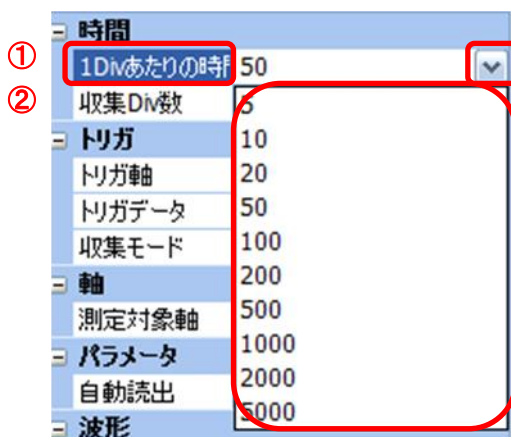 時間
① 1Divあたりの時 50
② 収集Div数 5
トリガ 10
トリガ軸 20
トリガデータ 50
収集モード 100
軸 200
測定対象軸 500
パラメータ 1000
自動読出 2000
波形 5000